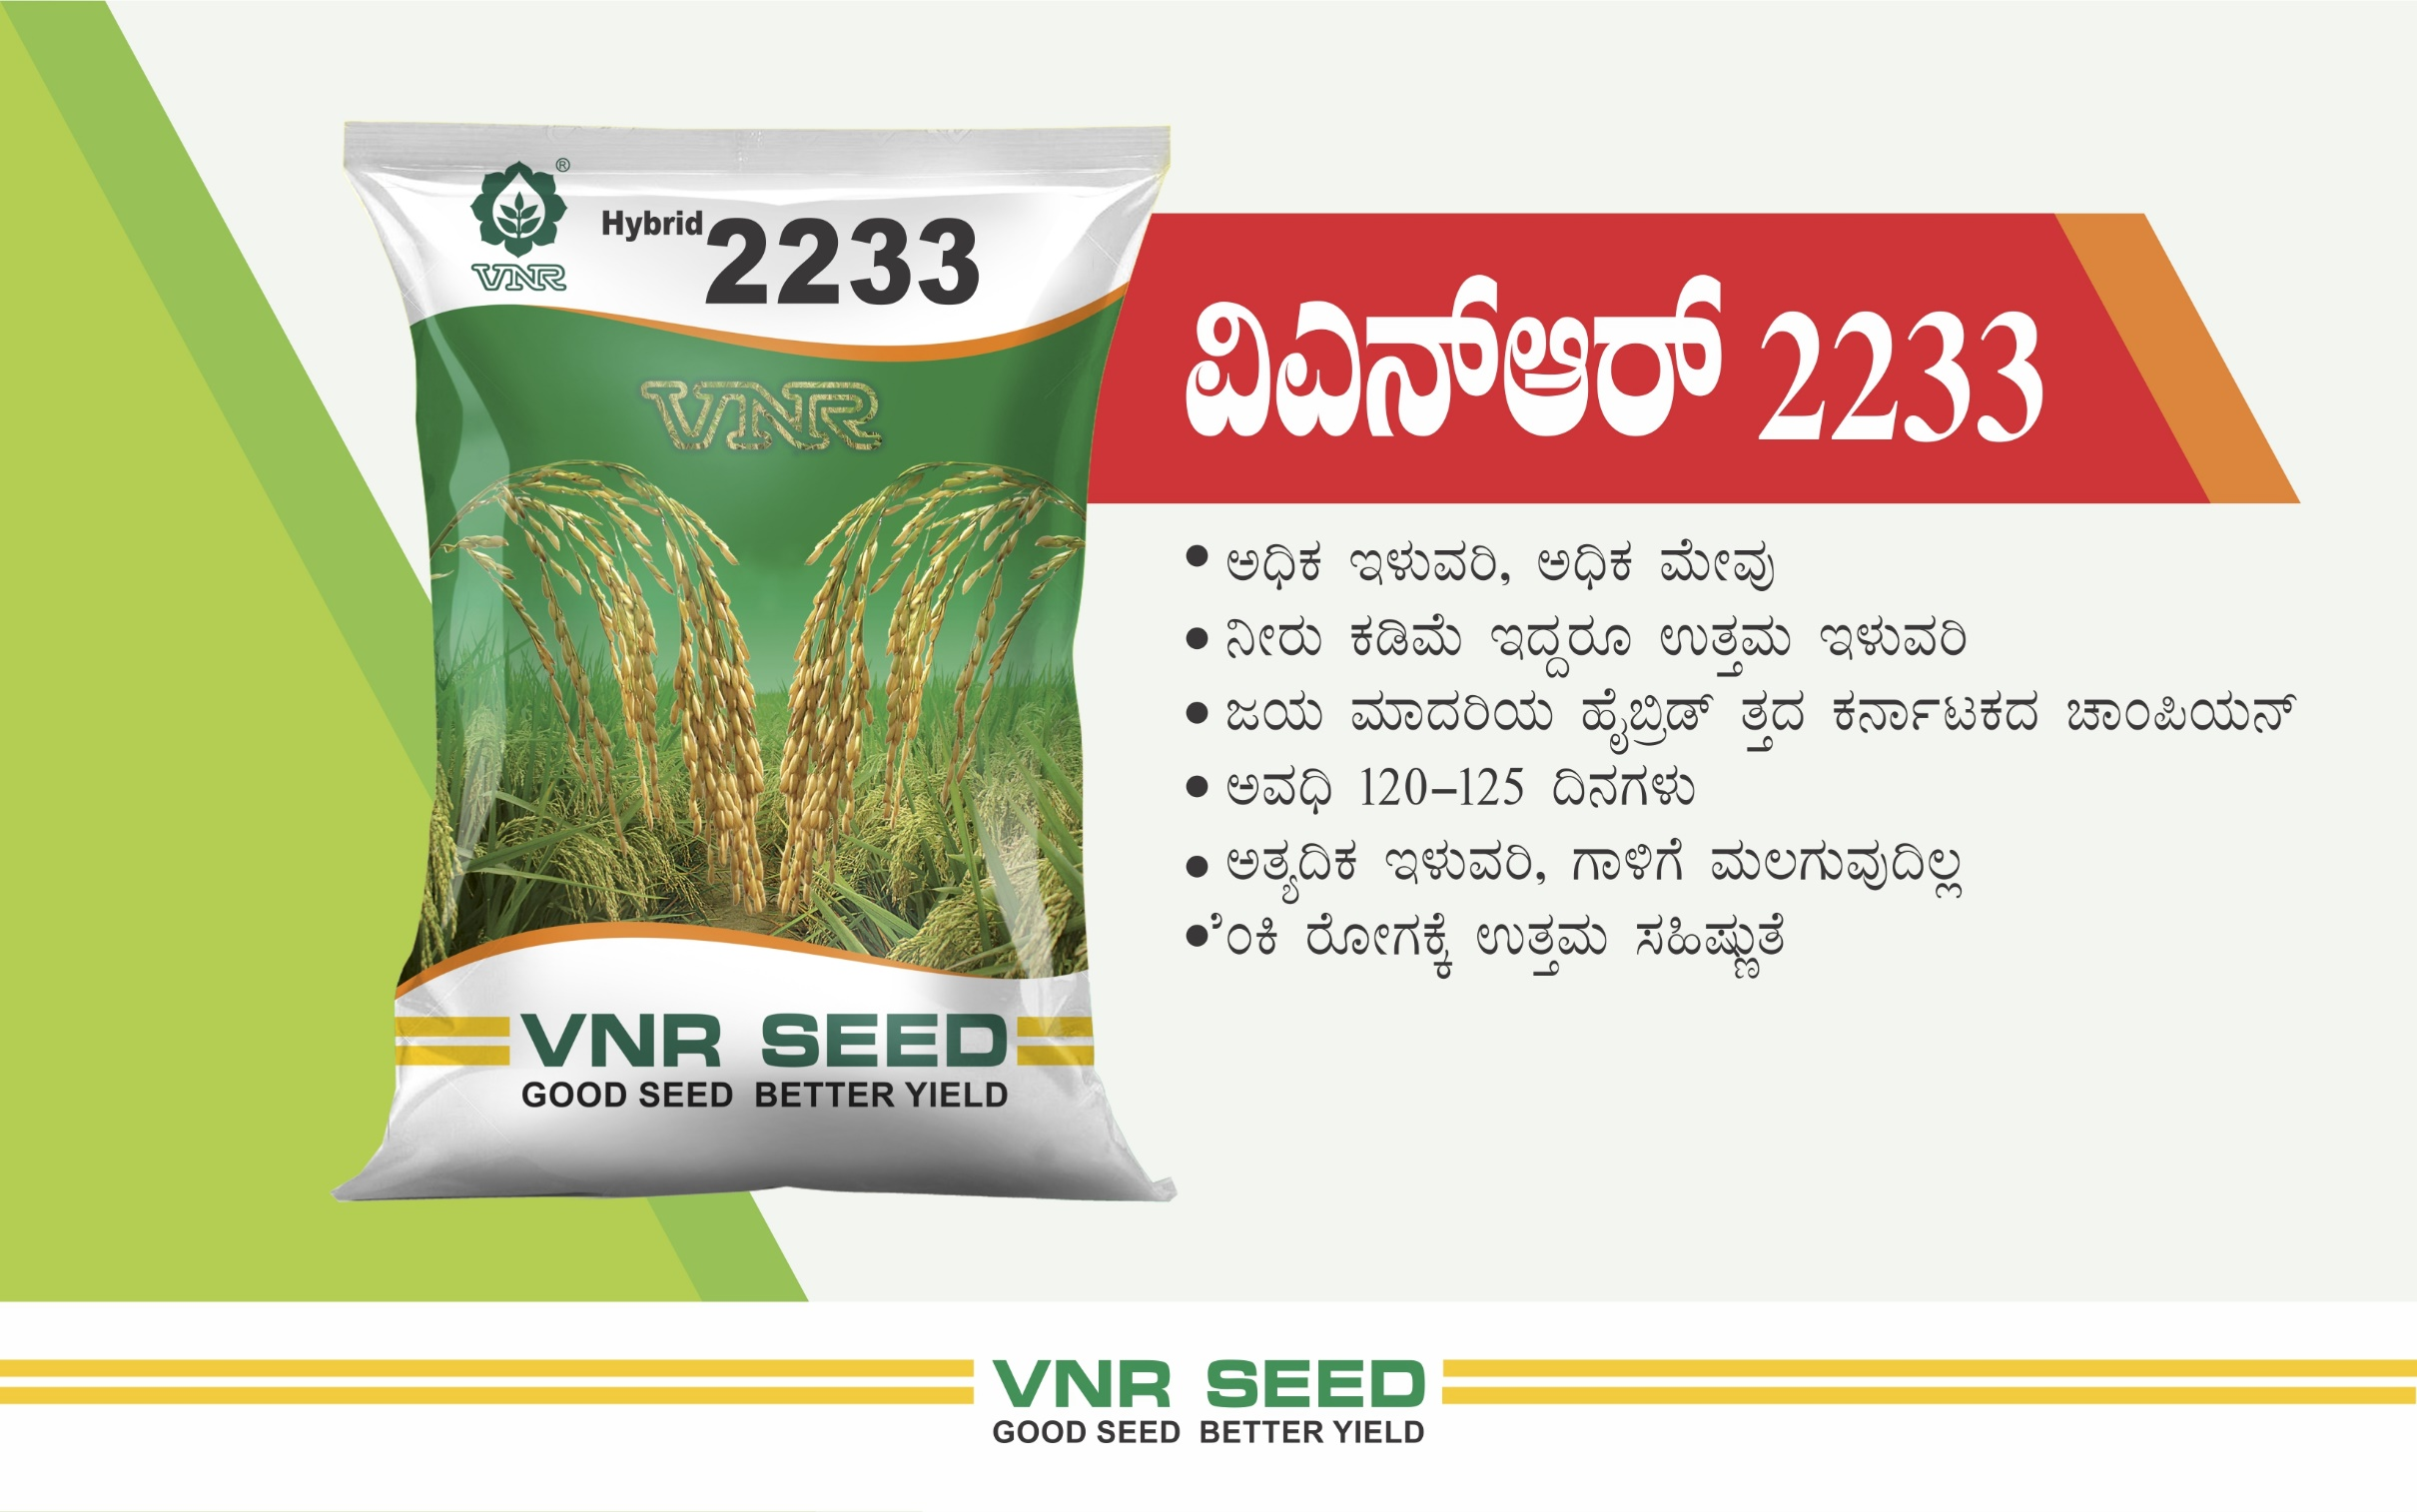 VNR
Hybrid 2233
VNR
VNR SEED
GOOD SEED BETTER YIELD
ವಿಎನ್ಆರ್ 2233
• ಅಧಿಕ ಇಳುವರಿ, ಅಧಿಕ ಮೇವು
• ನೀರು ಕಡಿಮೆ ಇದ್ದರೂ ಉತ್ತಮ ಇಳುವರಿ
• ಜಯ ಮಾದರಿಯ ಹೈಬ್ರಿಡ್ ತ್ತದ ಕರ್ನಾಟಕದ ಚಾಂಪಿಯನ್
• ಅವಧಿ 120-125 ದಿನಗಳು
• ಅತ್ಯದಿಕ ಇಳುವರಿ, ಗಾಳಿಗೆ ಮಲಗುವುದಿಲ್ಲ
• ರೋಗಕ್ಕೆ ಉತ್ತಮ ಸಹಿಷ್ಣುತೆ
VNR SEED
GOOD SEED BETTER YIELD